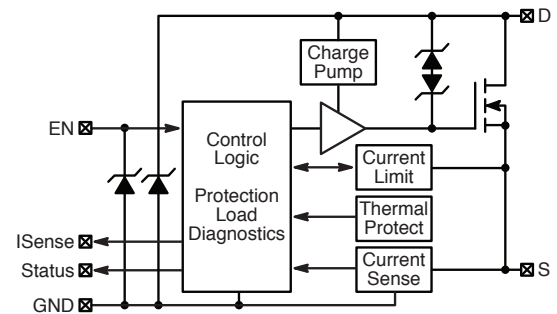 D
Charge
Pump
EN
Control
Logic
Protection
Load
Diagnostics
Current
Limit
Thermal
Protect
ISense
Status
Current
Sense
S
GND